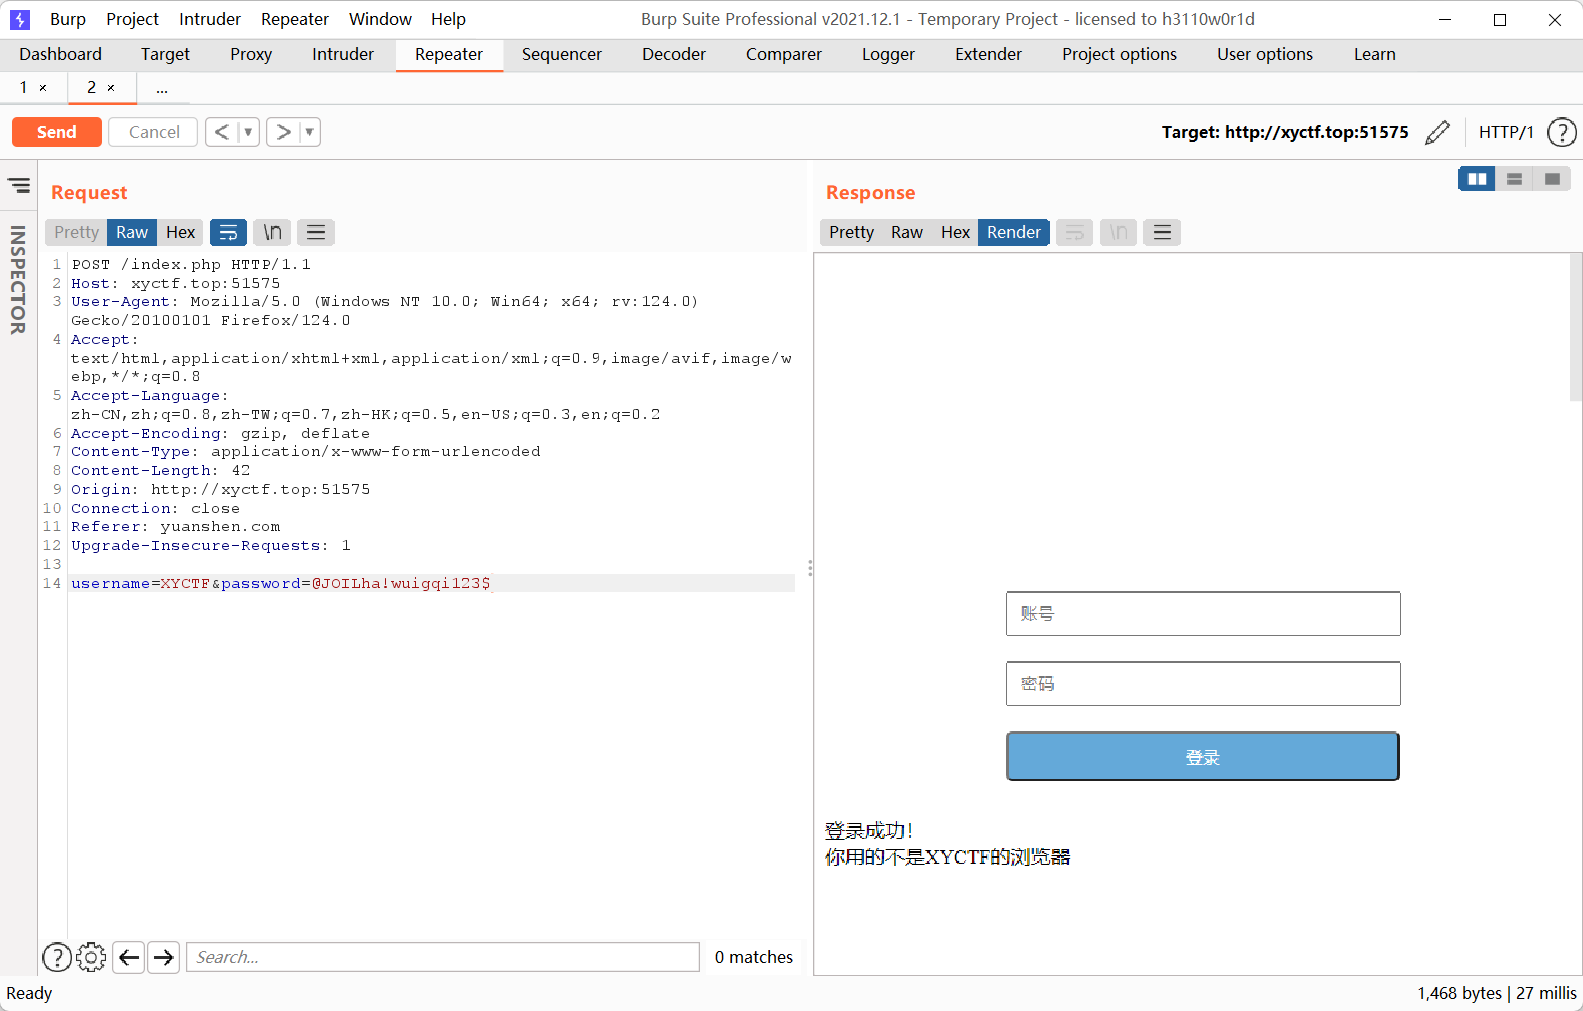 Burp Project Intruder Repeater Window Help Burp Suite Professional v2021.12.1 - Temporary Project - licensed to h3110w0r1d
Dashboard Target Proxy Intruder Repeater Sequencer Decoder Comparer Logger Extender Project options User options Learn
1 × 2 × ...
Send Cancel < > Target: http://xyctf.top:51575 HTTP/1 ?
INSPECTOR
Request
Pretty Raw Hex \n
1 POST /index.php HTTP/1.1
2 Host: xyctf.top:51575
3 User-Agent: Mozilla/5.0 (Windows NT 10.0; Win64; x64; rv:124.0)
Gecko/20100101 Firefox/124.0
4 Accept:
text/html,application/xhtml+xml,application/xml;q=0.9,image/avif,image/w
ebp,*/*;q=0.8
5 Accept-Language:
zh-CN,zh;q=0.8,zh-TW;q=0.7,zh-HK;q=0.5,en-US;q=0.3,en;q=0.2
6 Accept-Encoding: gzip, deflate
7 Content-Type: application/x-www-form-urlencoded
8 Content-Length: 42
9 Origin: http://xyctf.top:51575
10 Connection: close
11 Referer: yuanshen.com
12 Upgrade-Insecure-Requests: 1
13
14 username=XYCTF&password=@JOILha!wuigqi123$
? Search... 0 matches
Response
Pretty Raw Hex Render \n
账号
密码
登录
登录成功！
你用的不是XYCTF的浏览器
Ready 1,468 bytes | 27 millis